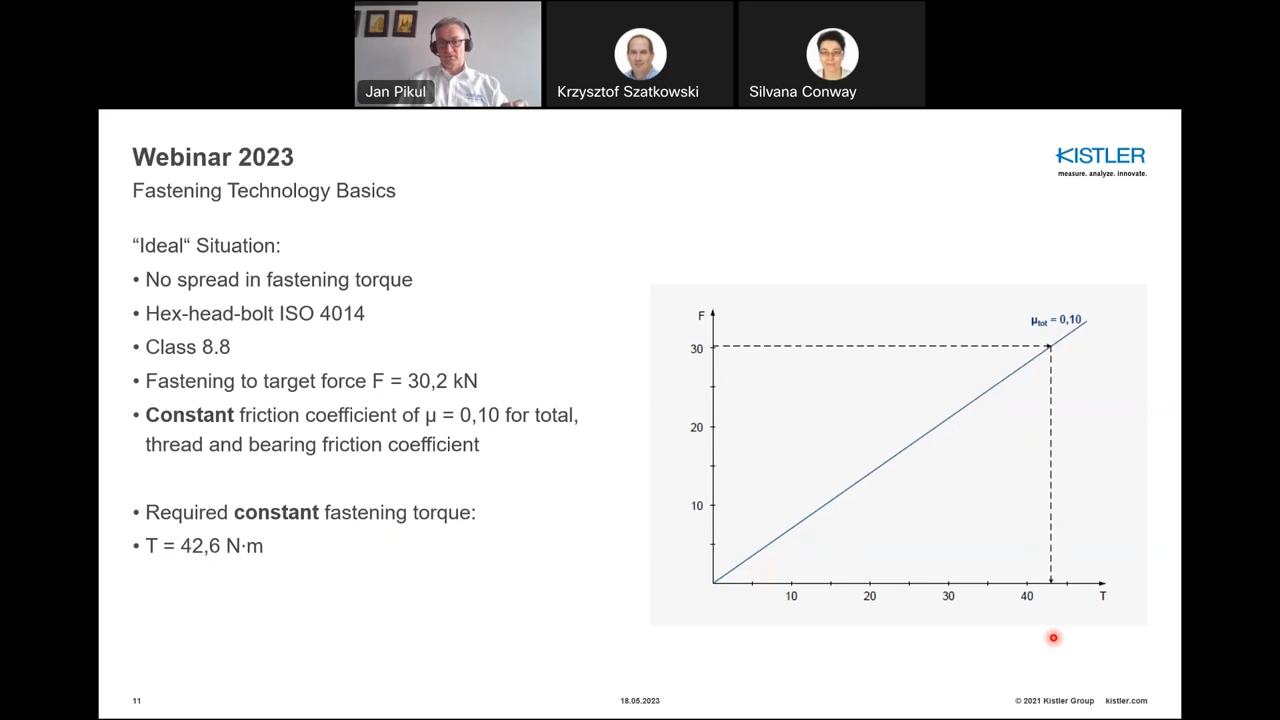 Jan Pikul
Krzysztof Szatkowski
Silvana Conway
Webinar 2023
Fastening Technology Basics
KISTLER
measure. analyze. innovate.
“Ideal“ Situation:
• No spread in fastening torque
• Hex-head-bolt ISO 4014
• Class 8.8
• Fastening to target force F = 30,2 kN
• Constant friction coefficient of μ = 0,10 for total,
thread and bearing friction coefficient
• Required constant fastening torque:
• T = 42,6 N·m
F
μtot = 0,10
30
20
10
10 20 30 40 T
11
18.05.2023
© 2021 Kistler Group kistler.com